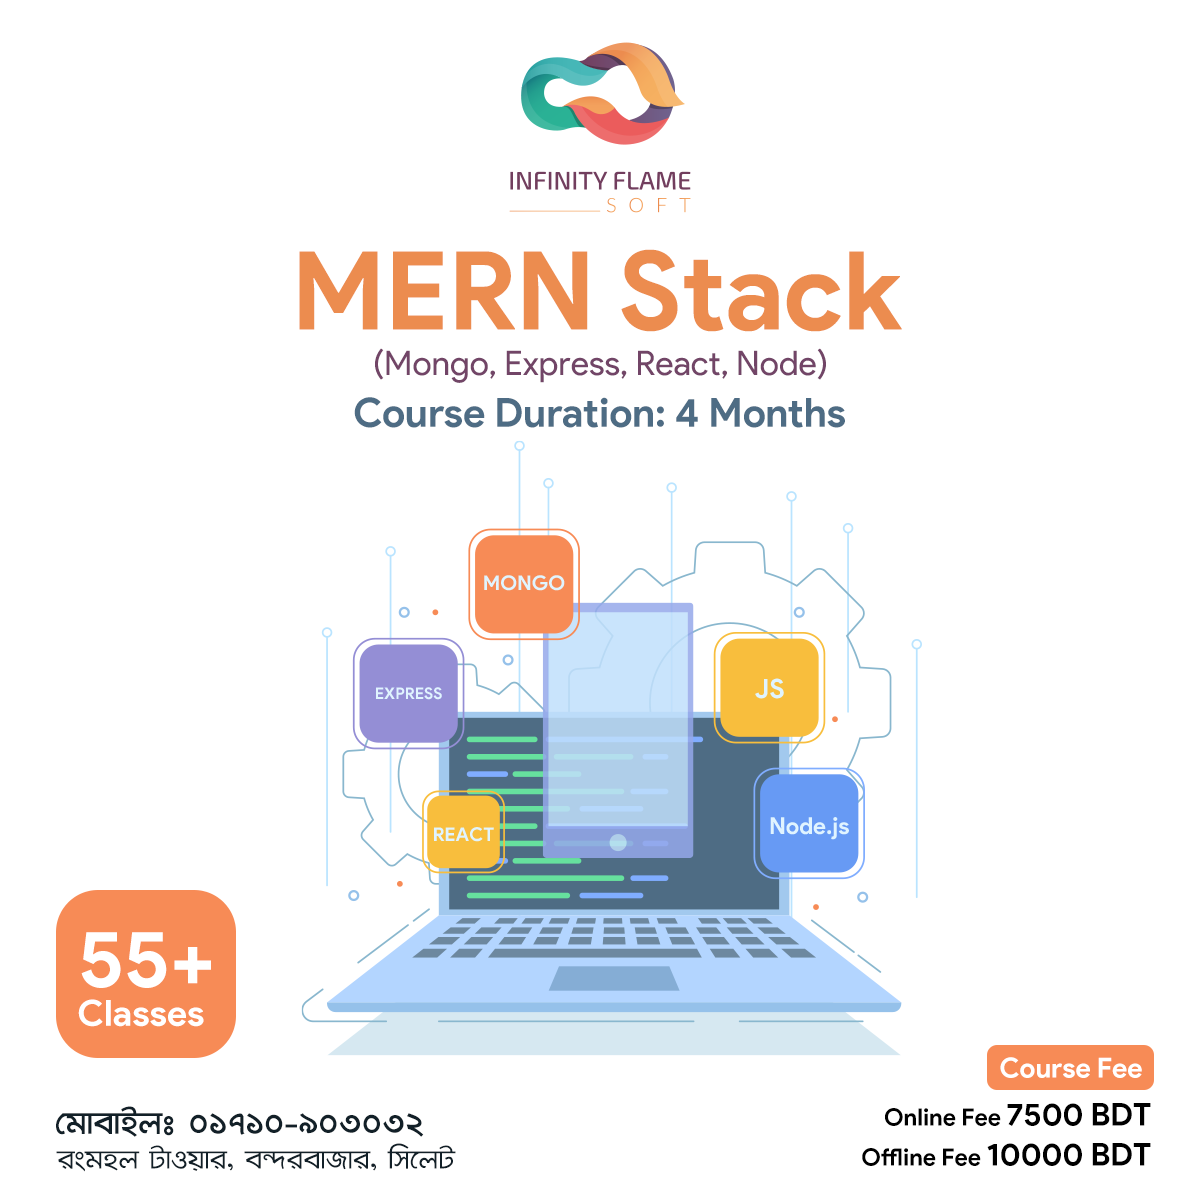 INFINITY FLAME
SOFT
MERN Stack
(Mongo, Express, React, Node)
Course Duration: 4 Months
MONGO
EXPRESS
JS
REACT
Node.js
55+
Classes
Course Fee
Online Fee 7500 BDT
Offline Fee 10000 BDT
মোবাইলঃ ০১৭১০-৯০৩০৩২
রংমহল টাওয়ার, বন্দরবাজার, সিলেট